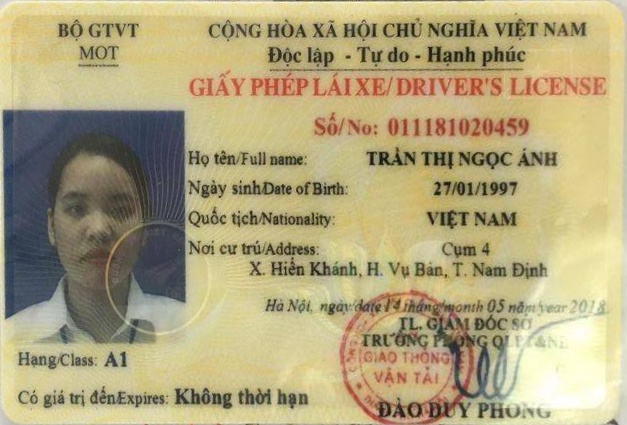 BỘ GTVT
MOT
CỘNG HÒA XÃ HỘI CHỦ NGHĨA VIỆT NAM
Độc lập - Tự do - Hạnh phúc
GIẤY PHÉP LÁI XE/ DRIVER'S LICENSE
Số/No: 011181020459
Họ tên/Full name: TRẦN THỊ NGỌC ÁNH
Ngày sinh/Date of Birth: 27/01/1997
Quốc tịch/Nationality: VIỆT NAM
Nơi cư trú/Address: Cụm 4
X. Hiển Khánh, H. Vụ Bản, T. Nam Định
Hà Nội, ngày/date 14 tháng/month 05 năm/year 2018
TL. GIÁM ĐỐC SỞ
TRƯỞNG PHÒNG
GIAO THÔNG
VẬN TẢI
Hạng/Class: A1
Có giá trị đến/Expires: Không thời hạn
ĐÀO DUY PHONG